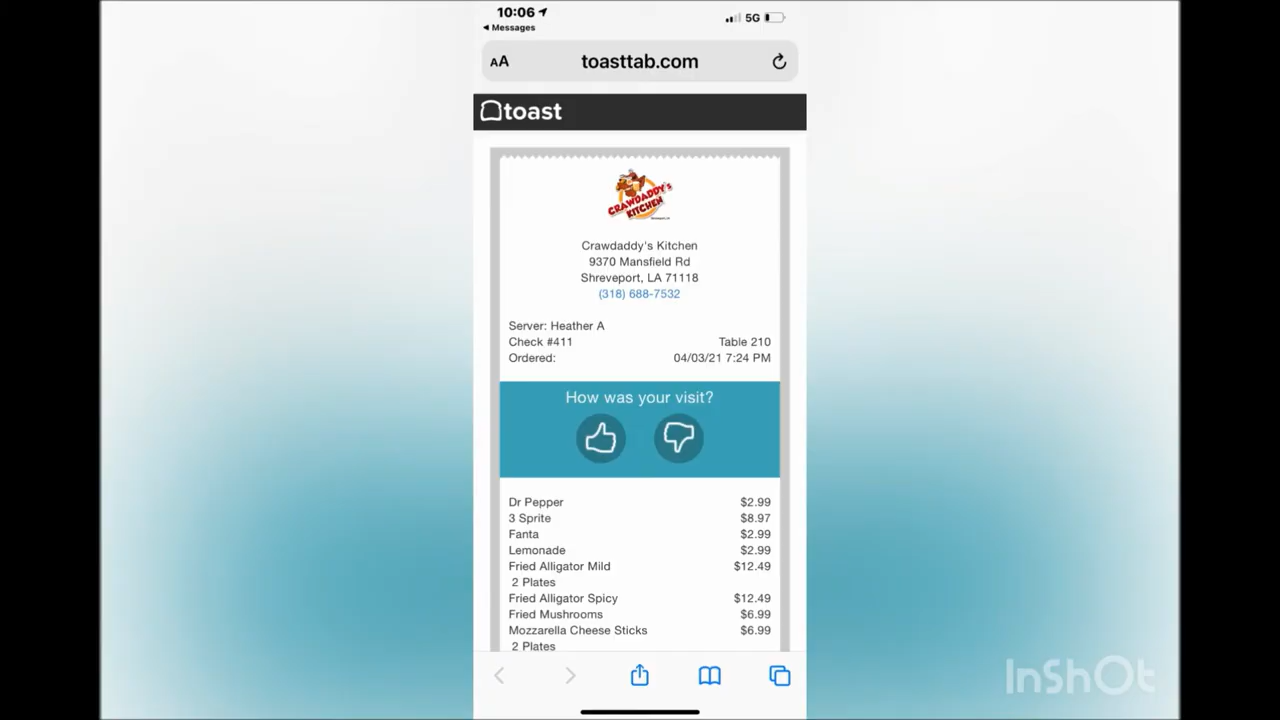 10:06
5G
Messages
AA
toasttab.com
toast
CRAWDADDY'S
KITCHEN
Crawdaddy's Kitchen
9370 Mansfield Rd
Shreveport, LA 71118
(318) 688-7532
Server: Heather A
Check #411 Table 210
Ordered: 04/03/21 7:24 PM
How was your visit?
Dr Pepper $2.99
3 Sprite $8.97
Fanta $2.99
Lemonade $2.99
Fried Alligator Mild $12.49
2 Plates
Fried Alligator Spicy $12.49
Fried Mushrooms $6.99
Mozzarella Cheese Sticks $6.99
2 Plates
InShOt